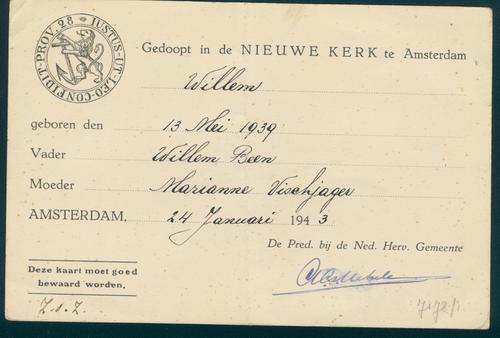 IUSTUS·UT·LEO·CONFIDIT·PROV 28
Gedoopt in de NIEUWE KERK te Amsterdam
Willem
geboren den 13 Mei 1939
Vader Willem Been
Moeder Marianne Vischjager
AMSTERDAM, 24 Januari 1943
De Pred. bij de Ned. Herv. Gemeente
Deze kaart moet goed
bewaard worden.
Z.o.Z.